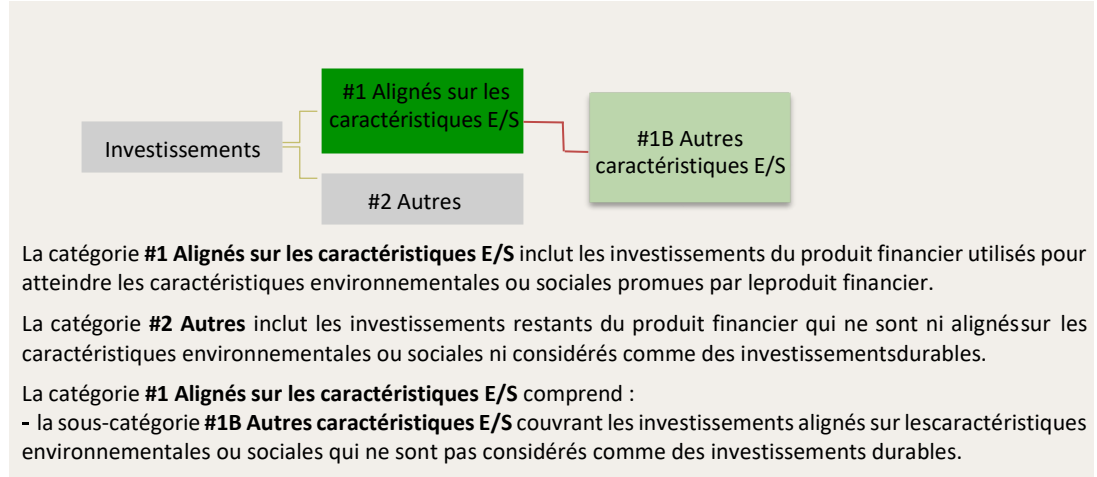 #1 Alignés sur les
caractéristiques E/S
Investissements
#1B Autres
caractéristiques E/S
#2 Autres
La catégorie #1 Alignés sur les caractéristiques E/S inclut les investissements du produit financier utilisés pour
atteindre les caractéristiques environnementales ou sociales promues par leproduit financier.
La catégorie #2 Autres inclut les investissements restants du produit financier qui ne sont ni alignéssur les
caractéristiques environnementales ou sociales ni considérés comme des investissementsdurables.
La catégorie #1 Alignés sur les caractéristiques E/S comprend :
- la sous-catégorie #1B Autres caractéristiques E/S couvrant les investissements alignés sur lescaractéristiques
environnementales ou sociales qui ne sont pas considérés comme des investissements durables.